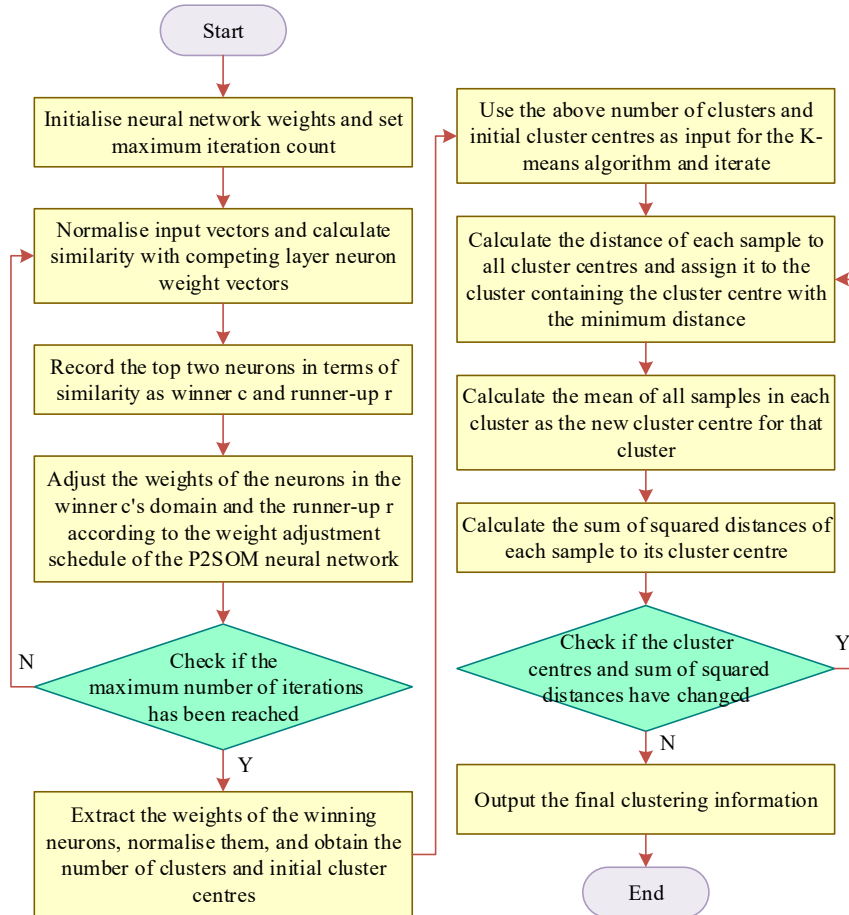 Start
Initialise neural network weights and set
maximum iteration count
Normalise input vectors and calculate
similarity with competing layer neuron
weight vectors
Record the top two neurons in terms of
similarity as winner c and runner-up r
Adjust the weights of the neurons in the
winner c's domain and the runner-up r
according to the weight adjustment
schedule of the P2SOM neural network
N
Check if the
maximum number of iterations
has been reached
Y
Extract the weights of the winning
neurons, normalise them, and obtain the
number of clusters and initial cluster
centres
Use the above number of clusters and
initial cluster centres as input for the K-
means algorithm and iterate
Calculate the distance of each sample to
all cluster centres and assign it to the
cluster containing the cluster centre with
the minimum distance
Calculate the mean of all samples in each
cluster as the new cluster centre for that
cluster
Calculate the sum of squared distances of
each sample to its cluster centre
Check if the cluster
centres and sum of squared
distances have changed
Y
N
Output the final clustering information
End